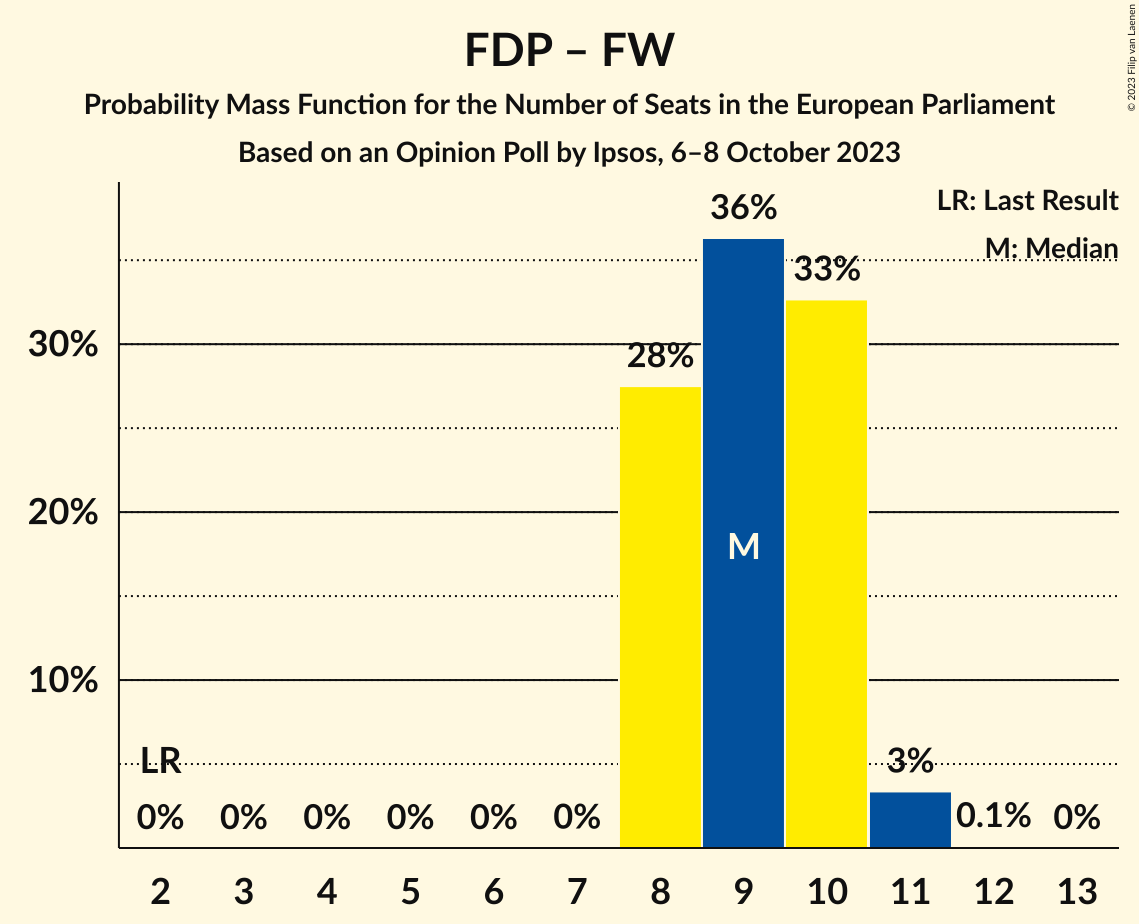 FDP – FW
Probability Mass Function for the Number of Seats in the European Parliament
Based on an Opinion Poll by Ipsos, 6–8 October 2023
© 2023 Filip van Laenen
LR: Last Result
M: Median
36%
33%
28%
30%
20%
M
10%
LR
3%
0% 0% 0% 0% 0% 0% 0.1% 0%
2 3 4 5 6 7 8 9 10 11 12 13